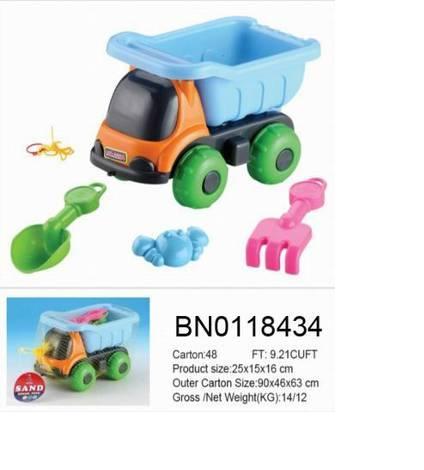 BN0118434
Carton:48 FT: 9.21CUFT
Product size:25x15x16 cm
Outer Carton Size:90x46x63 cm
Gross /Net Weight(KG):14/12
SAND